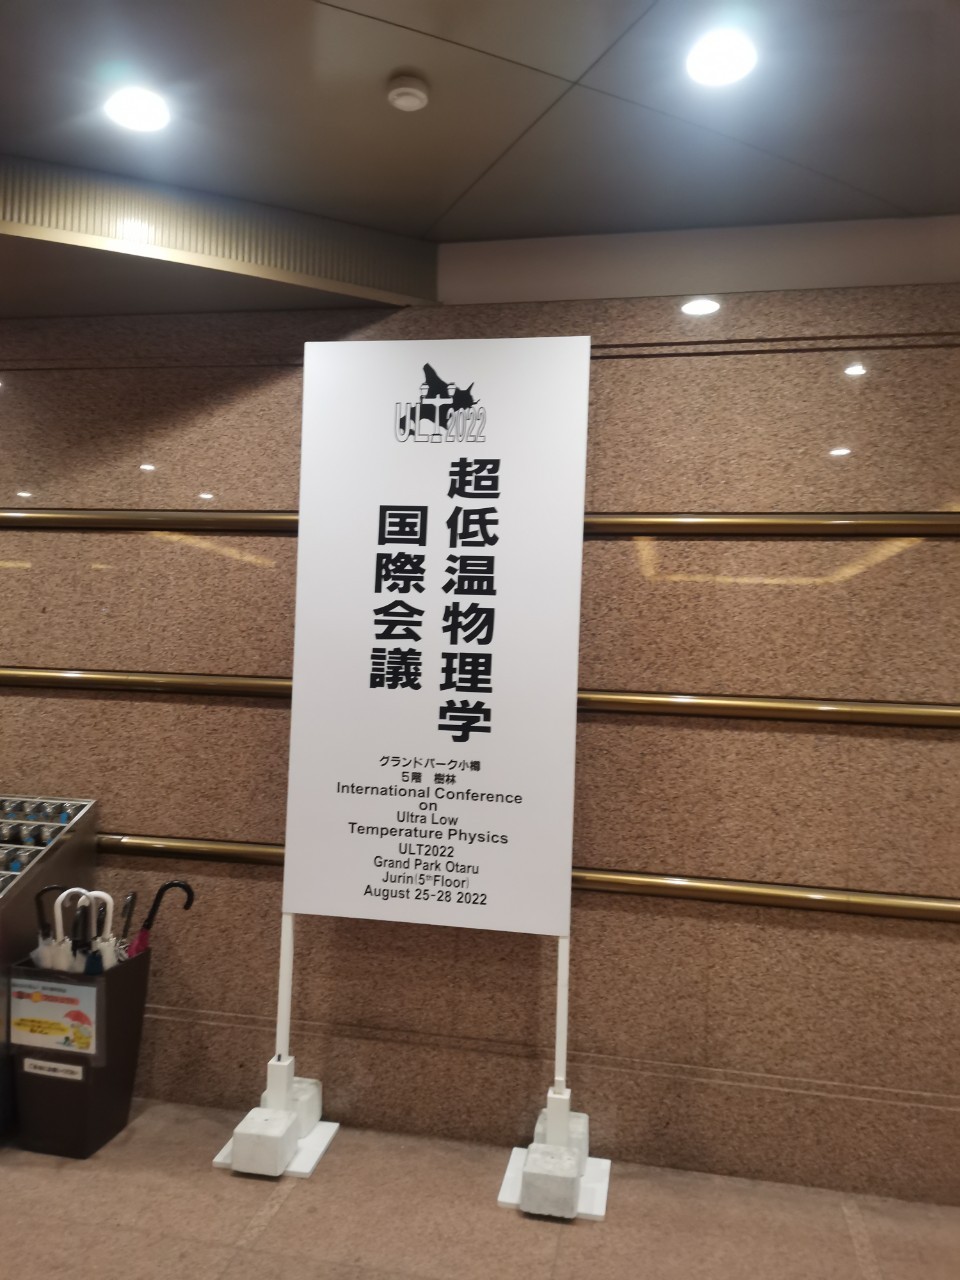 ULT2022
超低温物理学
国際会議
グランドパーク小樽
5階 樹林
International Conference
on
Ultra Low
Temperature Physics
ULT2022
Grand Park Otaru
Jurin(5thFloor)
August 25-28 2022